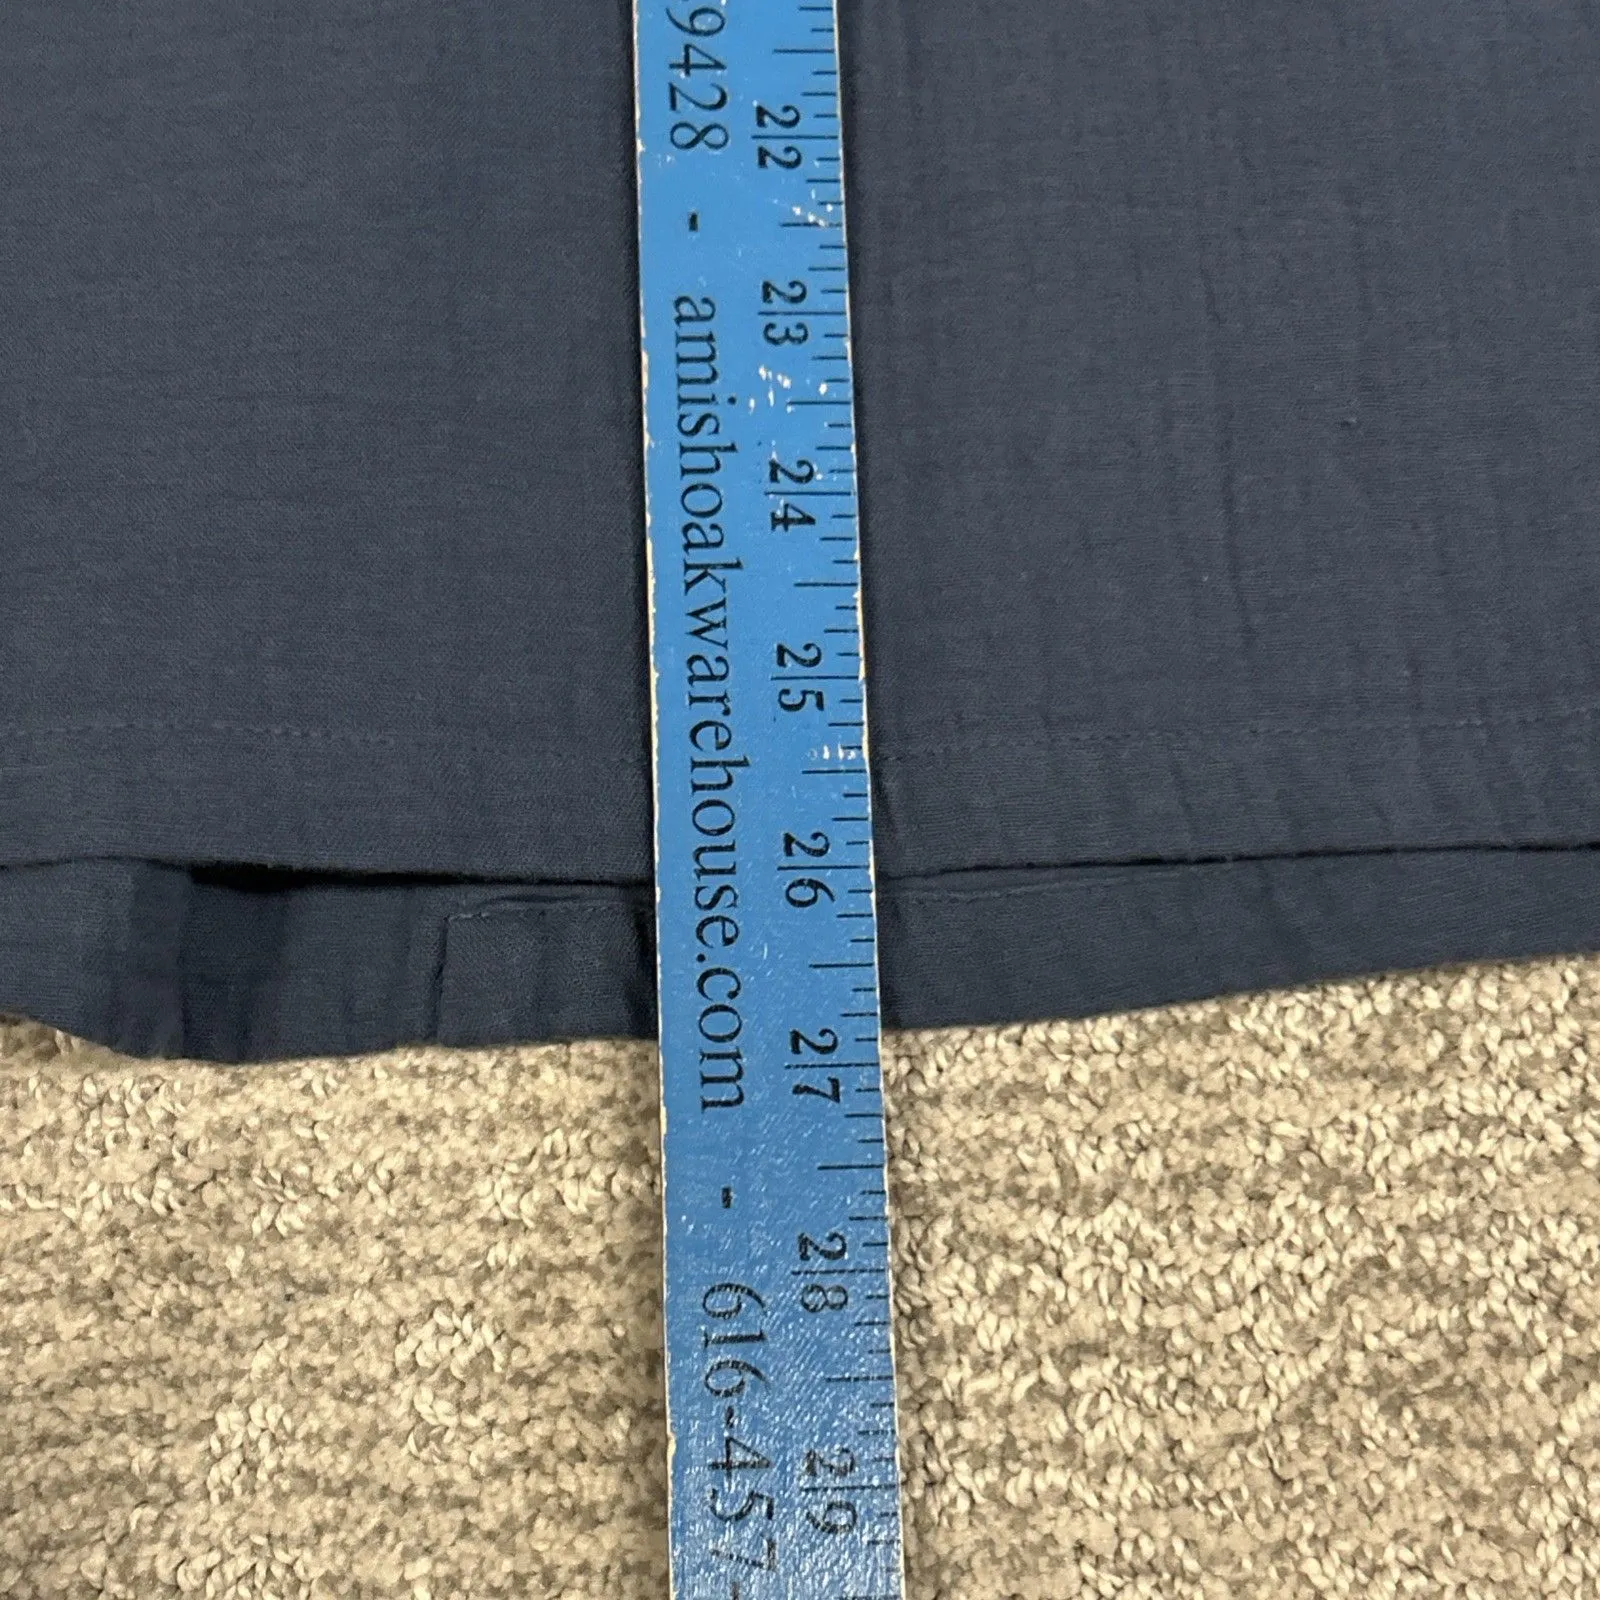 9428 - amishoakwarehouse.com - 616-457-
22 23 24 25 26 27 28 29